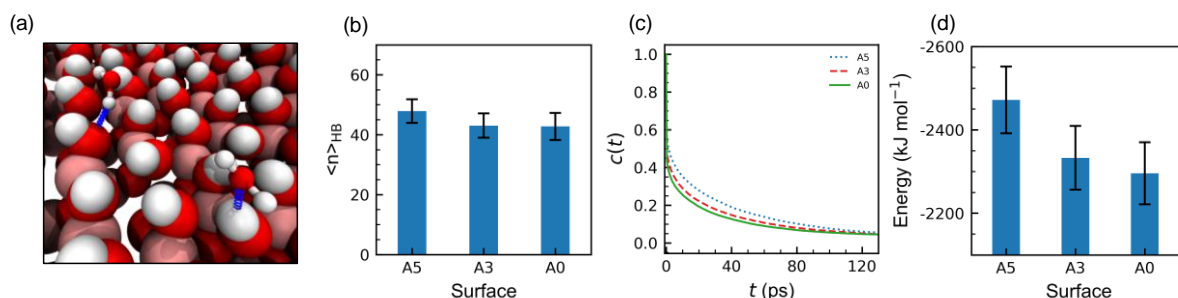 (a)
(b)
60
40
20
0
<n>HB
A5
A3
A0
Surface
(c)
1.0
0.8
0.6
0.4
0.2
0.0
c(t)
A5
A3
A0
0
40
80
120
t (ps)
(d)
-2600
-2400
-2200
Energy (kJ mol−1)
A5
A3
A0
Surface